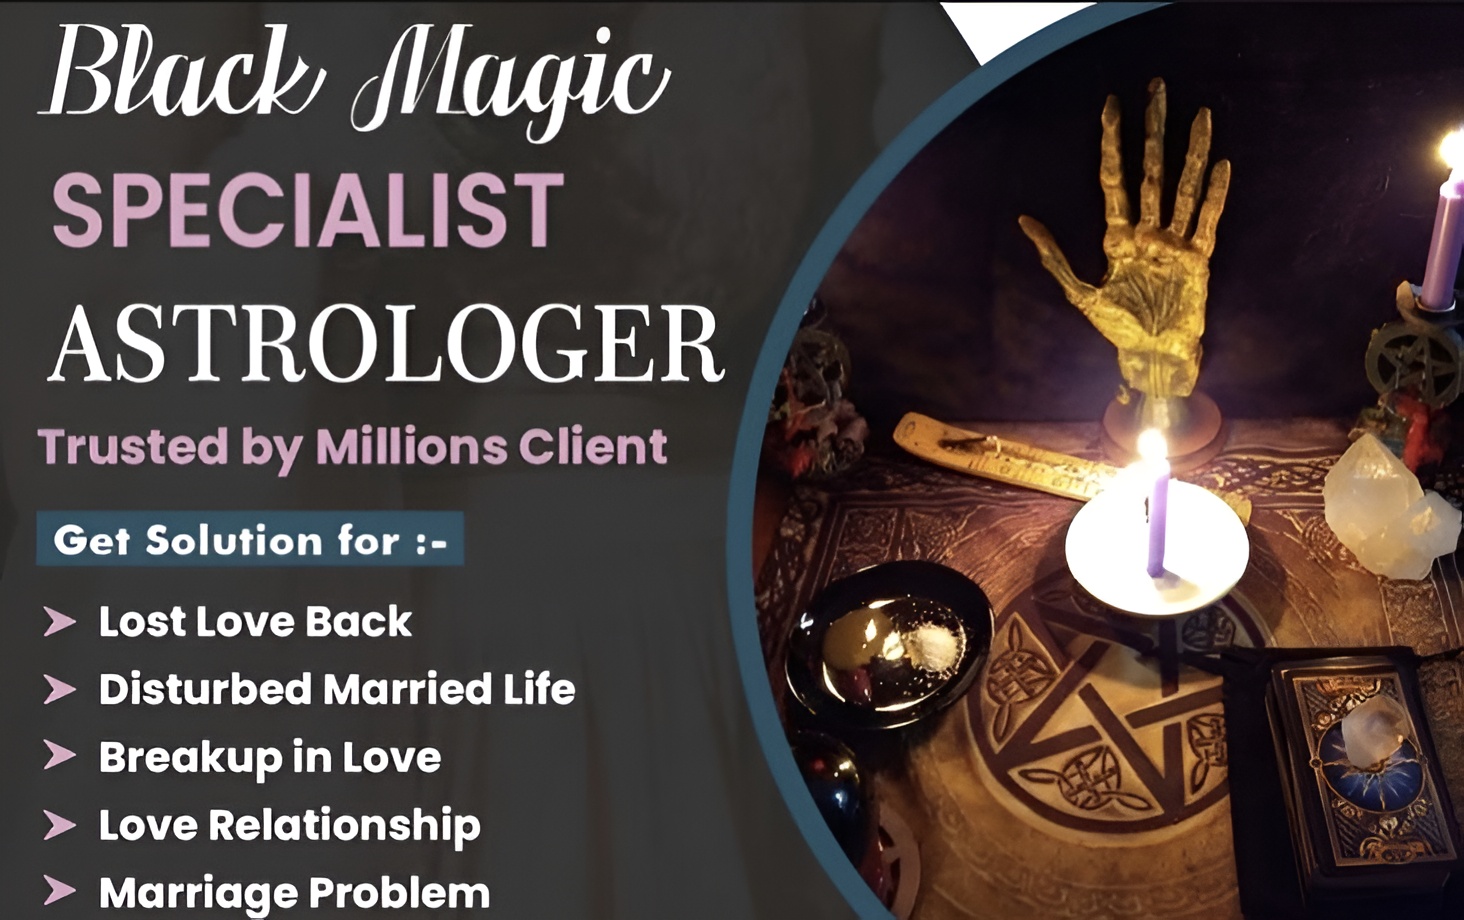 Black Magic
SPECIALIST
ASTROLOGER
Trusted by Millions Client
Get Solution for :-
Lost Love Back
Disturbed Married Life
Breakup in Love
Love Relationship
Marriage Problem